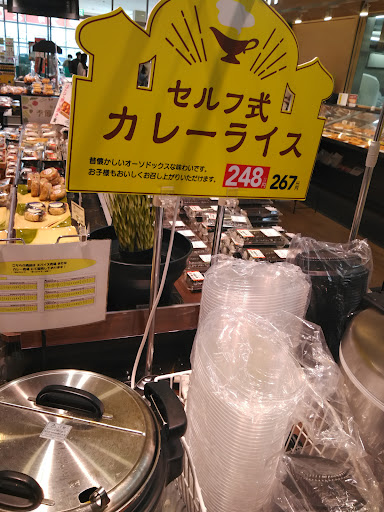 セルフ式
カレーライス
昔懐かしいオーソドックスな味わいです。
お子様もおいしくお召し上がりいただけます。
248円 267円